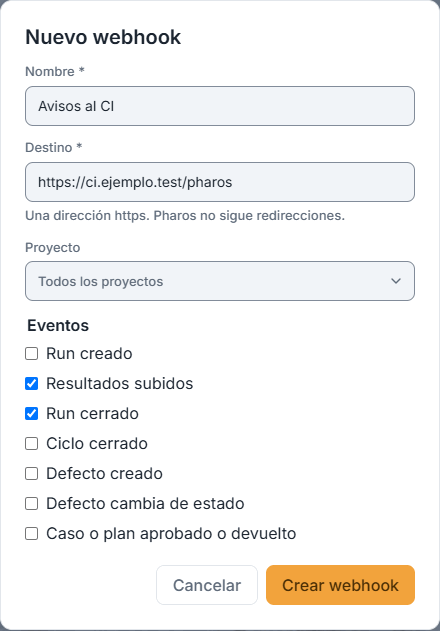 Nuevo webhook
Nombre *
Avisos al CI
Destino *
https://ci.ejemplo.test/pharos
Una dirección https. Pharos no sigue redirecciones.
Proyecto
Todos los proyectos
Eventos
Run creado
Resultados subidos
Run cerrado
Ciclo cerrado
Defecto creado
Defecto cambia de estado
Caso o plan aprobado o devuelto
Cancelar
Crear webhook